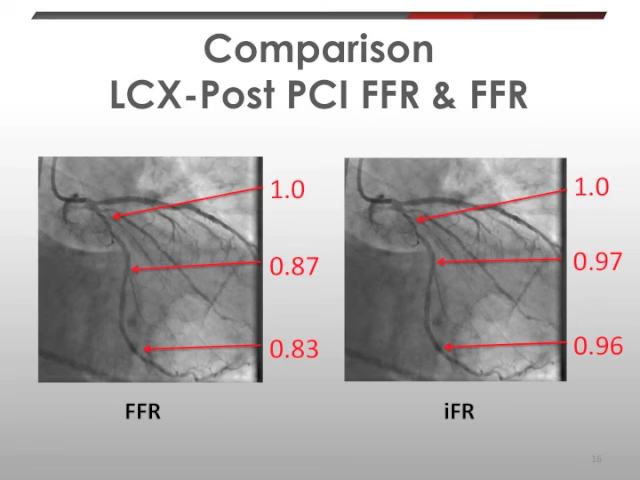 Comparison
LCX-Post PCI FFR & FFR
1.0
0.87
0.83
FFR
1.0
0.97
0.96
iFR
16